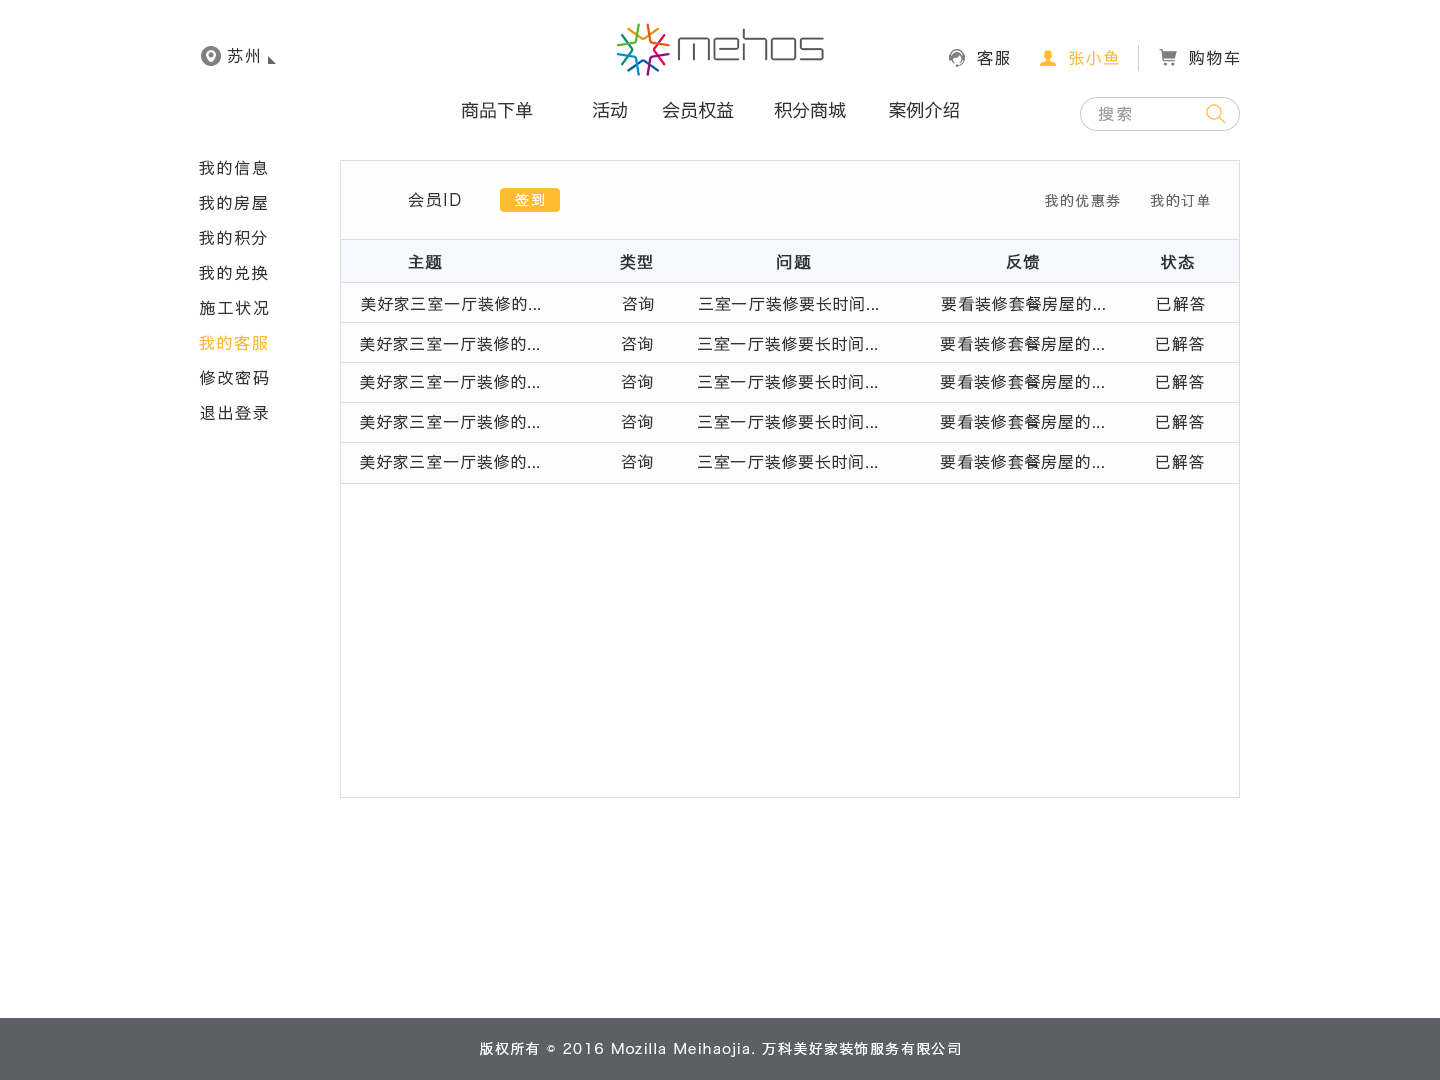 苏州
mehos
客服 张小鱼 购物车
商品下单 活动 会员权益 积分商城 案例介绍
搜索
我的信息
我的房屋
我的积分
我的兑换
施工状况
我的客服
修改密码
退出登录
会员ID 签到 我的优惠券 我的订单
主题 类型 问题 反馈 状态
美好家三室一厅装修的... 咨询 三室一厅装修要长时间... 要看装修套餐房屋的... 已解答
美好家三室一厅装修的... 咨询 三室一厅装修要长时间... 要看装修套餐房屋的... 已解答
美好家三室一厅装修的... 咨询 三室一厅装修要长时间... 要看装修套餐房屋的... 已解答
美好家三室一厅装修的... 咨询 三室一厅装修要长时间... 要看装修套餐房屋的... 已解答
美好家三室一厅装修的... 咨询 三室一厅装修要长时间... 要看装修套餐房屋的... 已解答
版权所有 © 2016 Mozilla Meihaojia. 万科美好家装饰服务有限公司